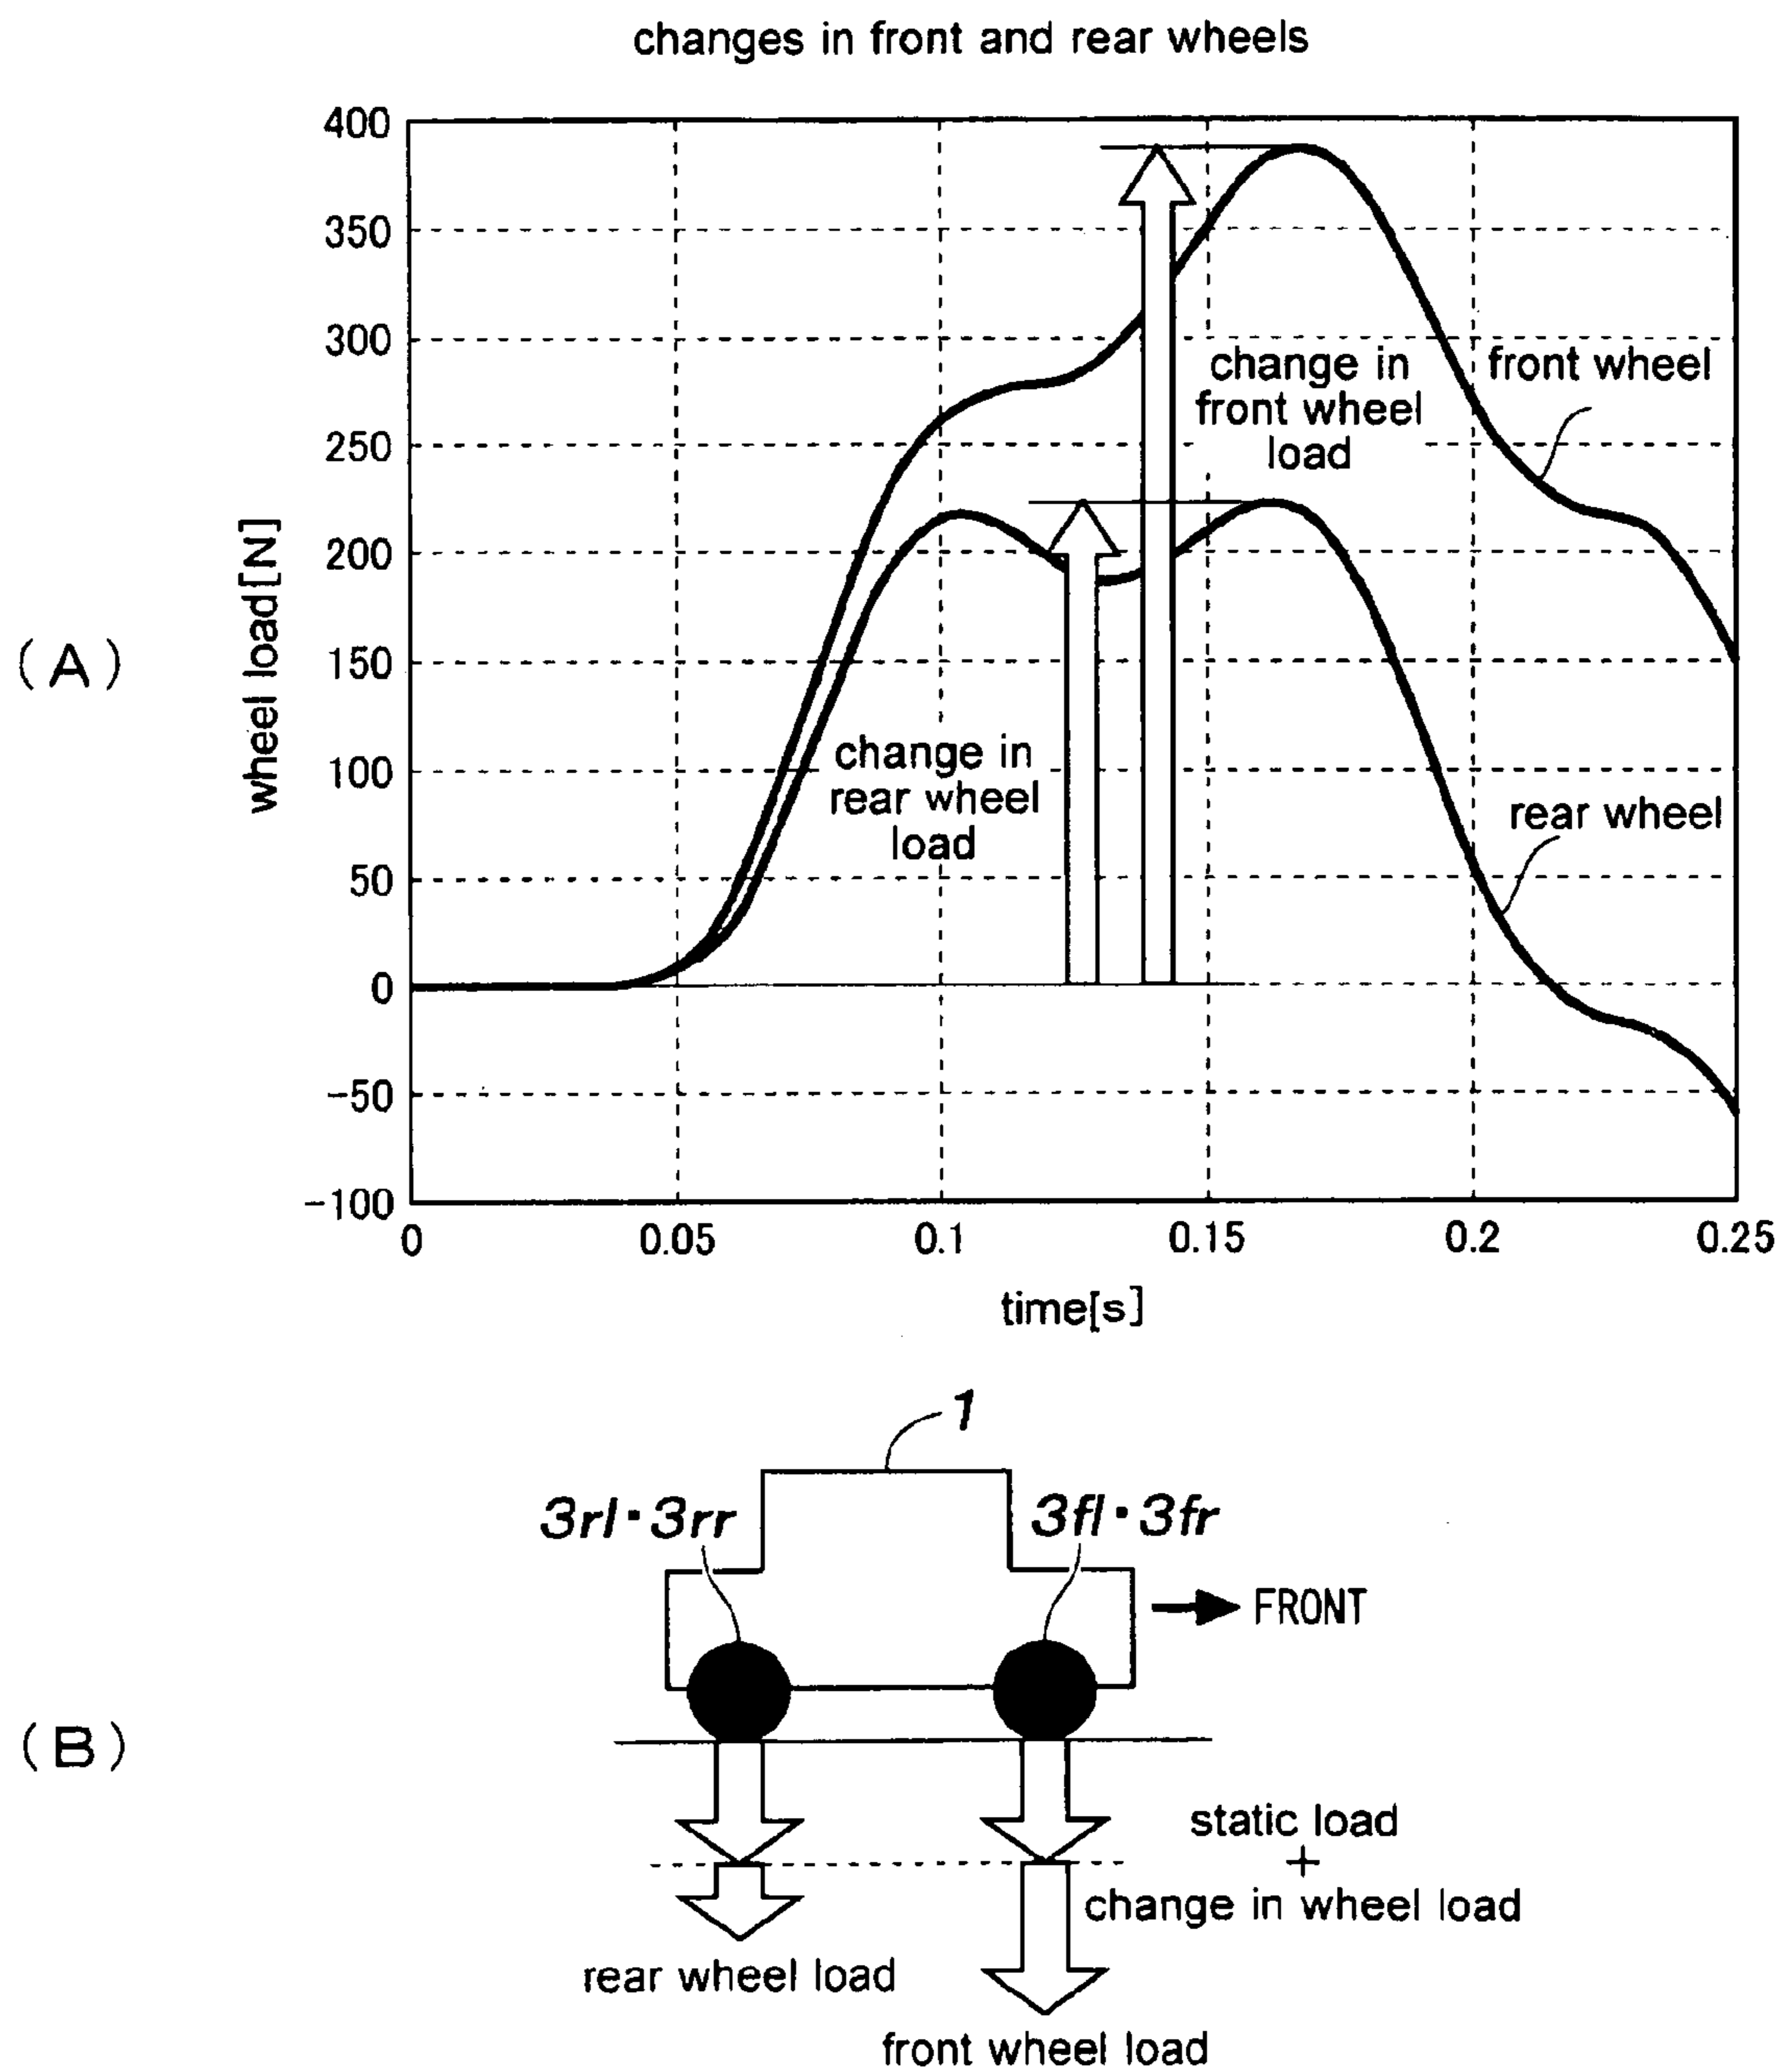 changes in front and rear wheels
400
350
300
250
200
150
100
50
0
-50
-100
wheel load[N]
(A)
change in
front wheel
load
front wheel
change in
rear wheel
load
rear wheel
0
0.05
0.1
0.15
0.2
0.25
time[s]
1
3rl·3rr
3fl·3fr
FRONT
(B)
static load
+
change in wheel load
rear wheel load
front wheel load